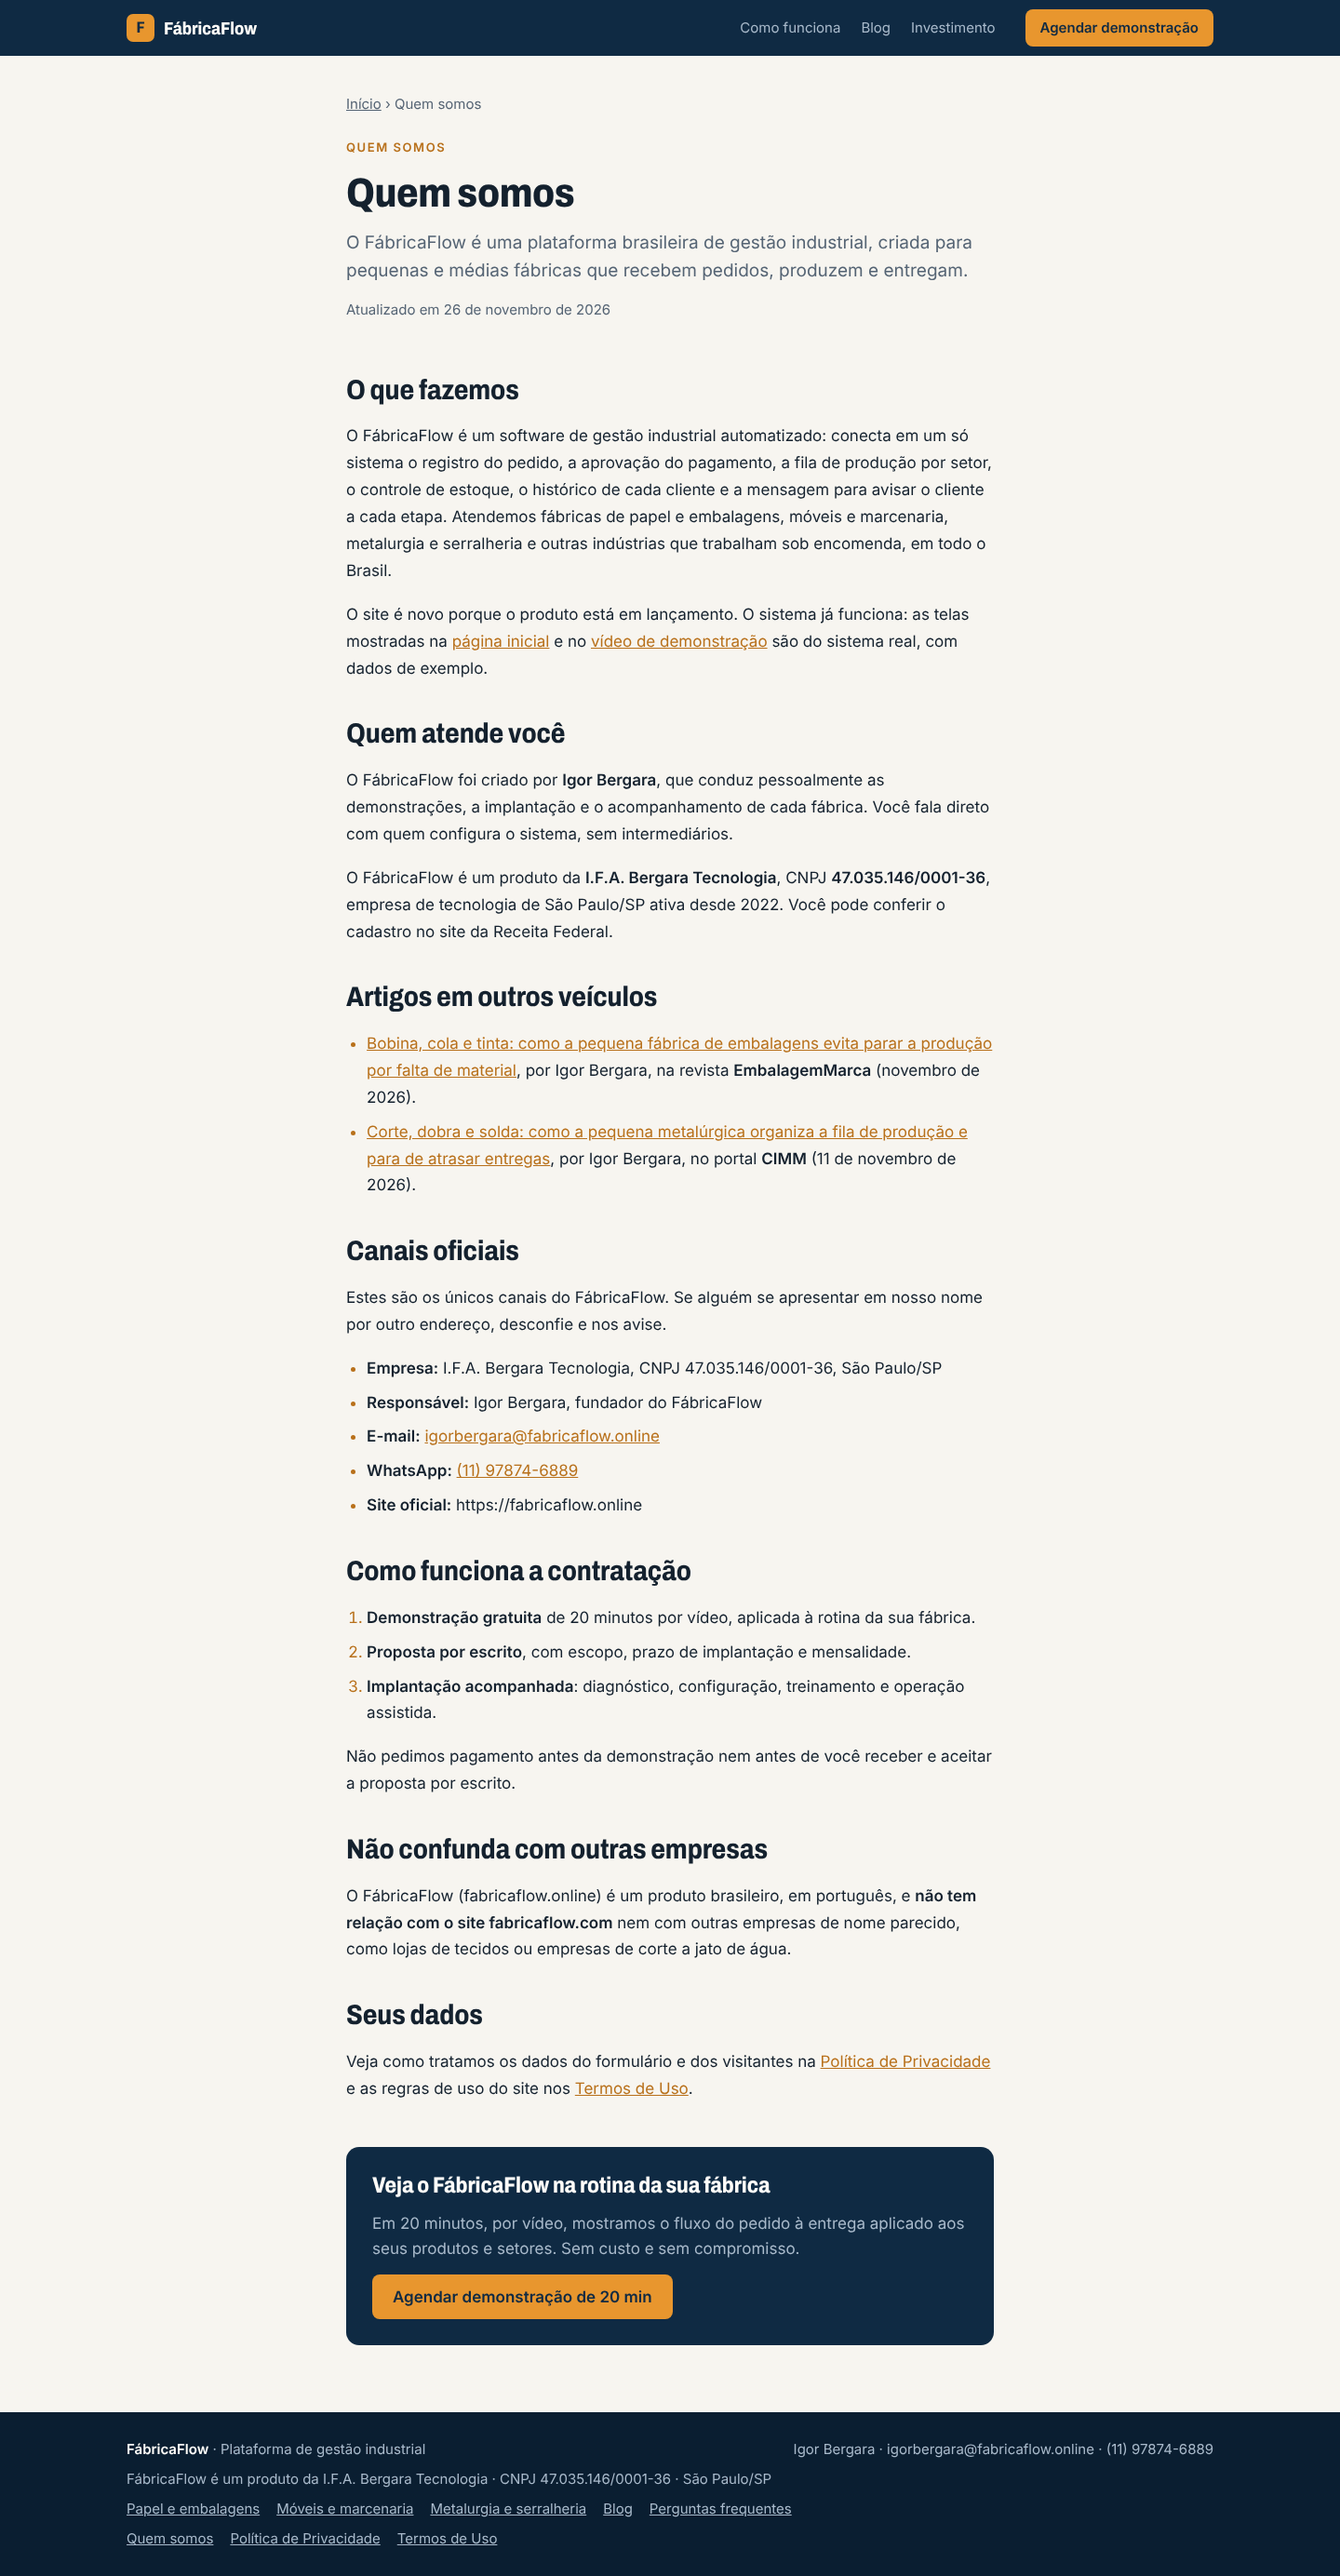 F FábricaFlow
Como funciona Blog Investimento Agendar demonstração
Início › Quem somos
QUEM SOMOS
Quem somos
O FábricaFlow é uma plataforma brasileira de gestão industrial, criada para
pequenas e médias fábricas que recebem pedidos, produzem e entregam.
Atualizado em 26 de novembro de 2026
O que fazemos
O FábricaFlow é um software de gestão industrial automatizado: conecta em um só
sistema o registro do pedido, a aprovação do pagamento, a fila de produção por setor,
o controle de estoque, o histórico de cada cliente e a mensagem para avisar o cliente
a cada etapa. Atendemos fábricas de papel e embalagens, móveis e marcenaria,
metalurgia e serralheria e outras indústrias que trabalham sob encomenda, em todo o
Brasil.
O site é novo porque o produto está em lançamento. O sistema já funciona: as telas
mostradas na página inicial e no vídeo de demonstração são do sistema real, com
dados de exemplo.
Quem atende você
O FábricaFlow foi criado por Igor Bergara, que conduz pessoalmente as
demonstrações, a implantação e o acompanhamento de cada fábrica. Você fala direto
com quem configura o sistema, sem intermediários.
O FábricaFlow é um produto da I.F.A. Bergara Tecnologia, CNPJ 47.035.146/0001-36,
empresa de tecnologia de São Paulo/SP ativa desde 2022. Você pode conferir o
cadastro no site da Receita Federal.
Artigos em outros veículos
• Bobina, cola e tinta: como a pequena fábrica de embalagens evita parar a produção
por falta de material, por Igor Bergara, na revista EmbalagemMarca (novembro de
2026).
• Corte, dobra e solda: como a pequena metalúrgica organiza a fila de produção e
para de atrasar entregas, por Igor Bergara, no portal CIMM (11 de novembro de
2026).
Canais oficiais
Estes são os únicos canais do FábricaFlow. Se alguém se apresentar em nosso nome
por outro endereço, desconfie e nos avise.
• Empresa: I.F.A. Bergara Tecnologia, CNPJ 47.035.146/0001-36, São Paulo/SP
• Responsável: Igor Bergara, fundador do FábricaFlow
• E-mail: igorbergara@fabricaflow.online
• WhatsApp: (11) 97874-6889
• Site oficial: https://fabricaflow.online
Como funciona a contratação
1. Demonstração gratuita de 20 minutos por vídeo, aplicada à rotina da sua fábrica.
2. Proposta por escrito, com escopo, prazo de implantação e mensalidade.
3. Implantação acompanhada: diagnóstico, configuração, treinamento e operação
assistida.
Não pedimos pagamento antes da demonstração nem antes de você receber e aceitar
a proposta por escrito.
Não confunda com outras empresas
O FábricaFlow (fabricaflow.online) é um produto brasileiro, em português, e não tem
relação com o site fabricaflow.com nem com outras empresas de nome parecido,
como lojas de tecidos ou empresas de corte a jato de água.
Seus dados
Veja como tratamos os dados do formulário e dos visitantes na Política de Privacidade
e as regras de uso do site nos Termos de Uso.
Veja o FábricaFlow na rotina da sua fábrica
Em 20 minutos, por vídeo, mostramos o fluxo do pedido à entrega aplicado aos
seus produtos e setores. Sem custo e sem compromisso.
Agendar demonstração de 20 min
FábricaFlow · Plataforma de gestão industrial
Igor Bergara · igorbergara@fabricaflow.online · (11) 97874-6889
FábricaFlow é um produto da I.F.A. Bergara Tecnologia · CNPJ 47.035.146/0001-36 · São Paulo/SP
Papel e embalagens Móveis e marcenaria Metalurgia e serralheria Blog Perguntas frequentes
Quem somos Política de Privacidade Termos de Uso